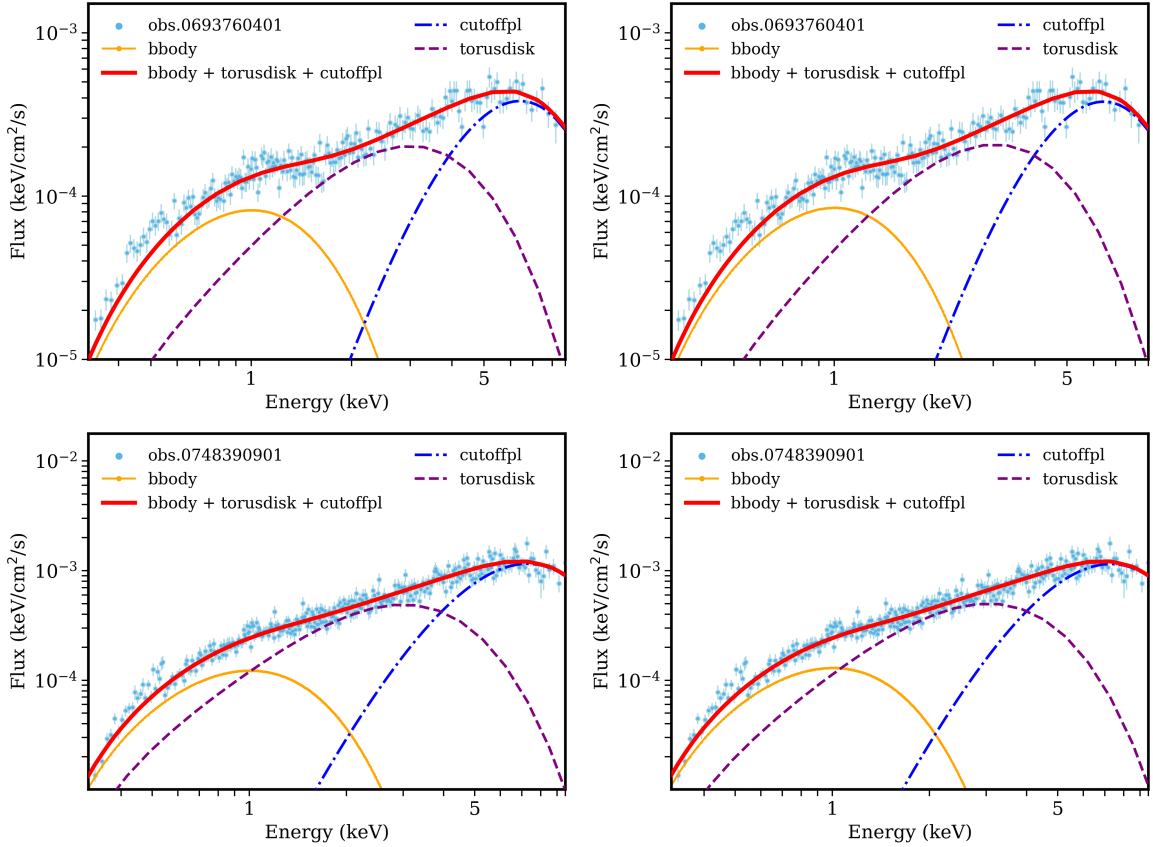 obs.0693760401
bbody
bbody + torusdisk + cutoffpl
cutoffpl
torusdisk
10⁻³
10⁻⁴
10⁻⁵
Flux (keV/cm²/s)
1
5
Energy (keV)
obs.0693760401
bbody
bbody + torusdisk + cutoffpl
cutoffpl
torusdisk
10⁻³
10⁻⁴
10⁻⁵
Flux (keV/cm²/s)
1
5
Energy (keV)
obs.0748390901
bbody
bbody + torusdisk + cutoffpl
cutoffpl
torusdisk
10⁻²
10⁻³
10⁻⁴
Flux (keV/cm²/s)
1
5
Energy (keV)
obs.0748390901
bbody
bbody + torusdisk + cutoffpl
cutoffpl
torusdisk
10⁻²
10⁻³
10⁻⁴
Flux (keV/cm²/s)
1
5
Energy (keV)